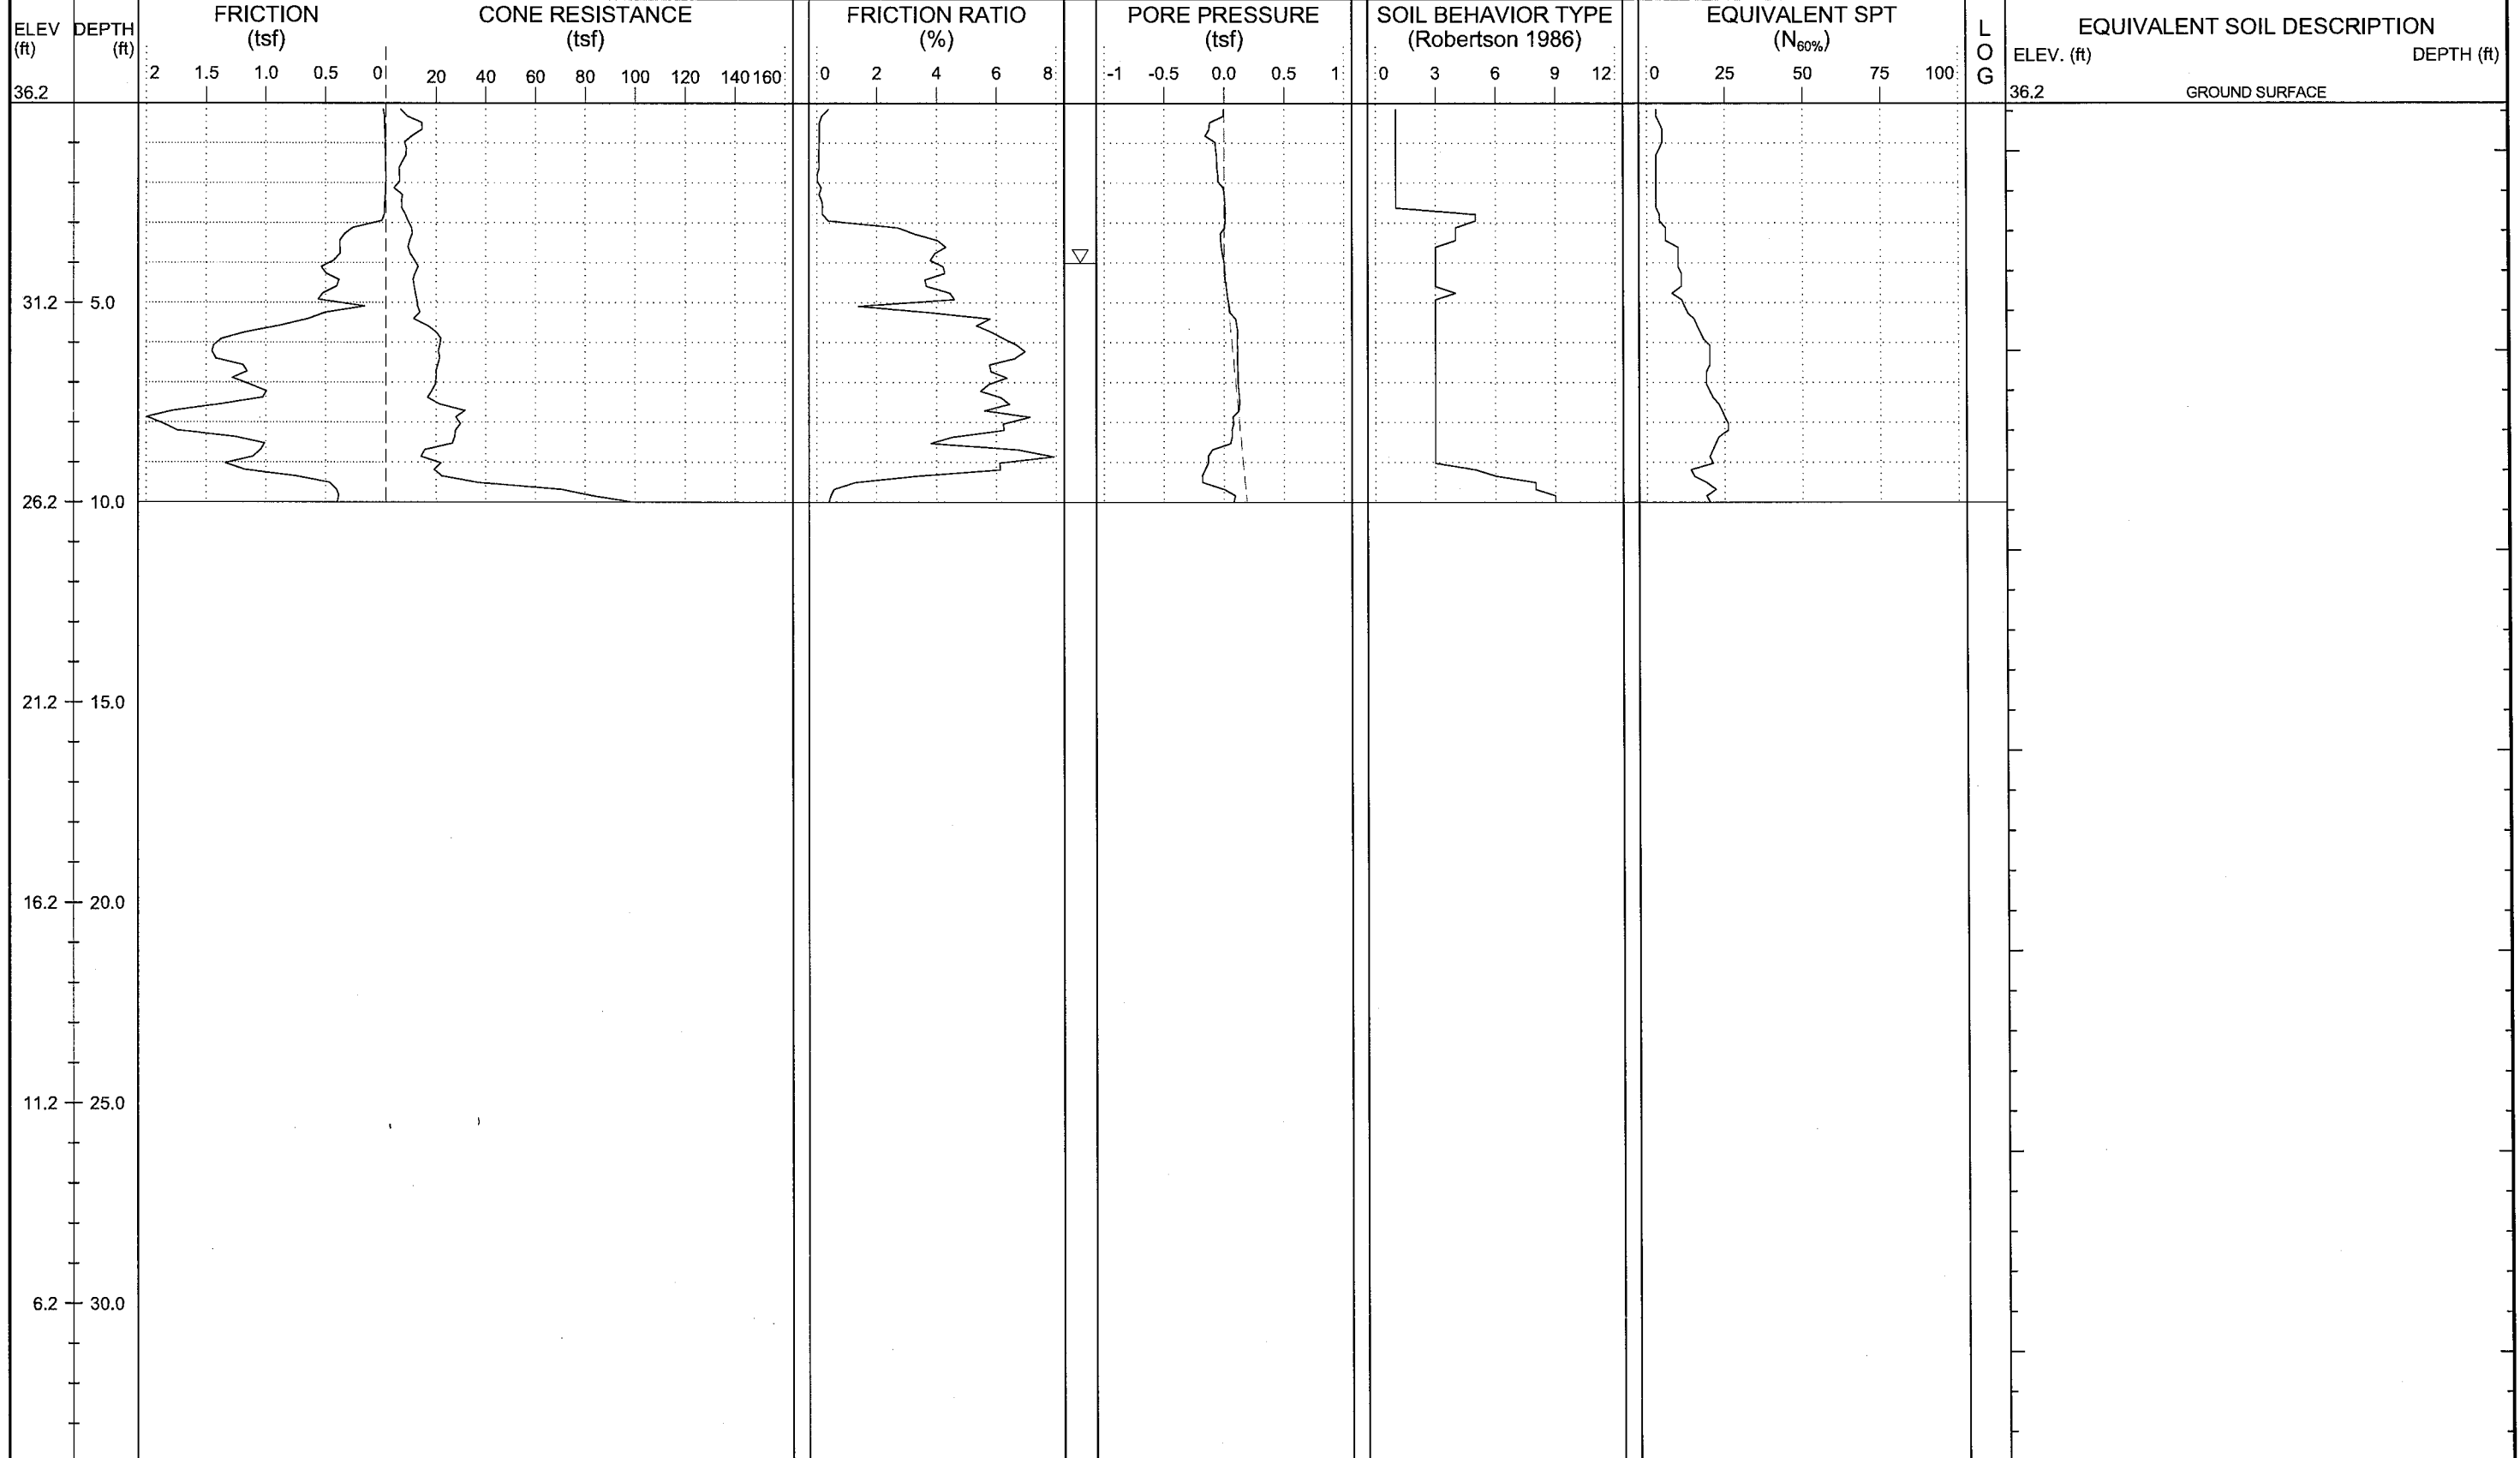 ELEV (ft)
DEPTH (ft)
FRICTION (tsf)
2 1.5 1.0 0.5 0
CONE RESISTANCE (tsf)
20 40 60 80 100 120 140 160
FRICTION RATIO (%)
0 2 4 6 8
PORE PRESSURE (tsf)
-1 -0.5 0.0 0.5 1
SOIL BEHAVIOR TYPE (Robertson 1986)
0 3 6 9 12
EQUIVALENT SPT (N60%)
0 25 50 75 100
LOG
EQUIVALENT SOIL DESCRIPTION
ELEV. (ft) DEPTH (ft)
36.2
36.2 GROUND SURFACE
31.2 5.0
26.2 10.0
21.2 15.0
16.2 20.0
11.2 25.0
6.2 30.0